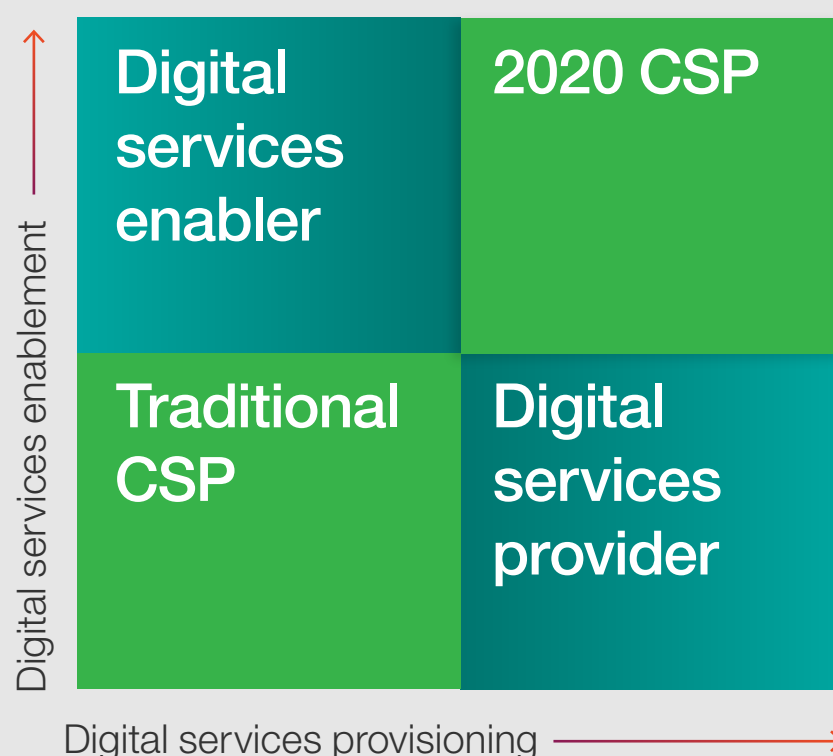 Digital
services
enabler
2020 CSP
Traditional
CSP
Digital
services
provider
Digital services enablement
Digital services provisioning